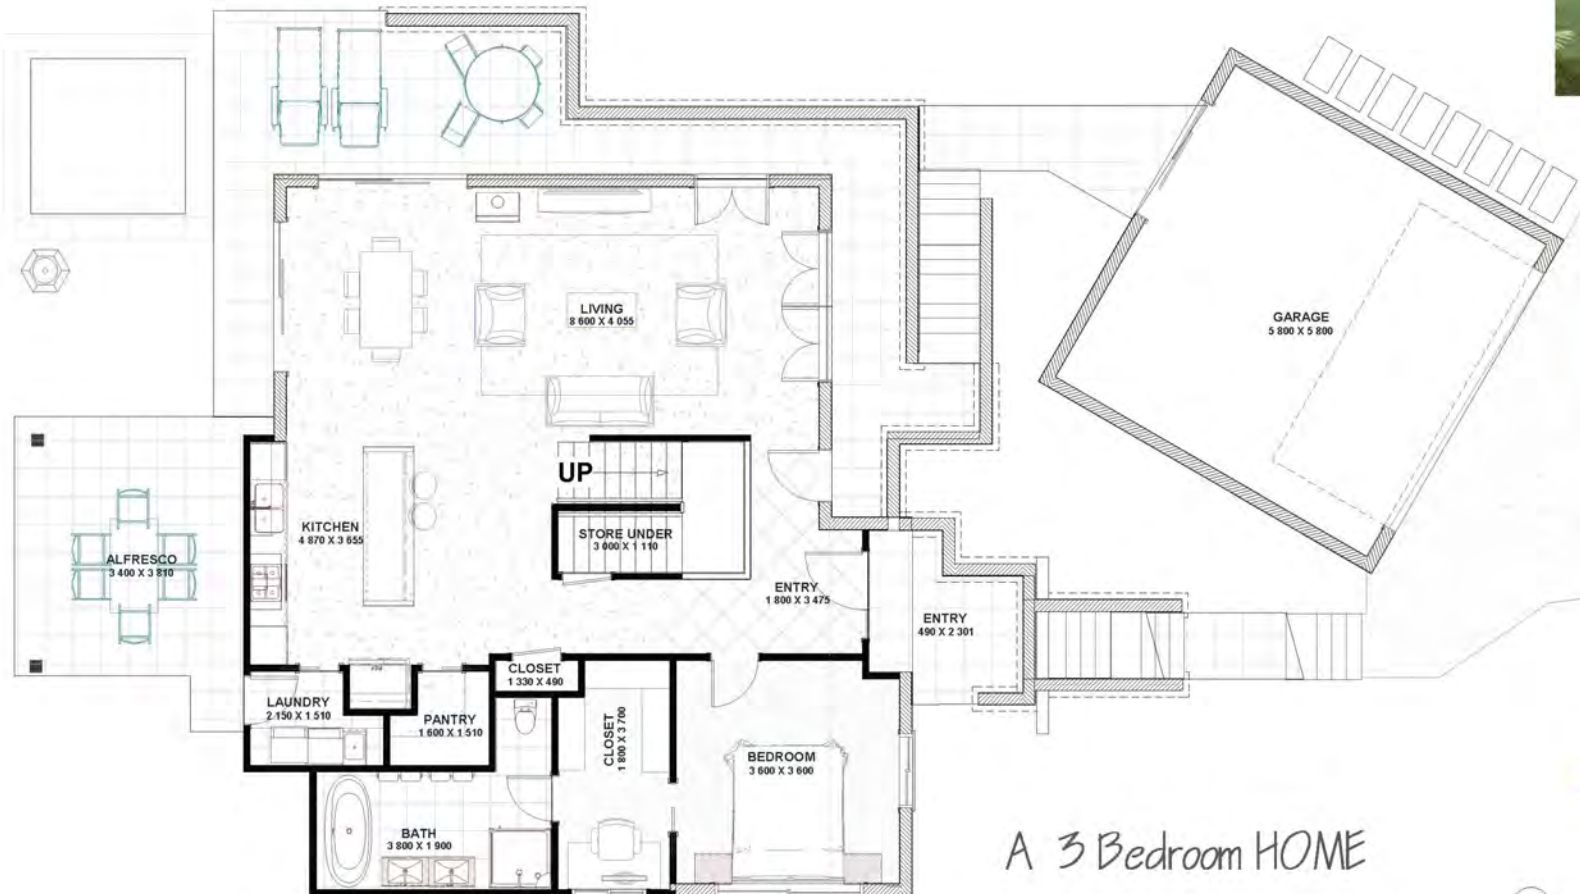 LIVING
8 600 X 4 055
GARAGE
5 800 X 5 800
UP
KITCHEN
4 870 X 3 655
STORE UNDER
3 000 X 1 110
ALFRESCO
3 400 X 3 810
ENTRY
1 800 X 3 475
ENTRY
490 X 2 301
CLOSET
1 330 X 490
LAUNDRY
2 150 X 1 510
PANTRY
1 600 X 1 510
CLOSET
1 800 X 3 700
BEDROOM
3 600 X 3 600
BATH
3 800 X 1 900
A 3 Bedroom HOME